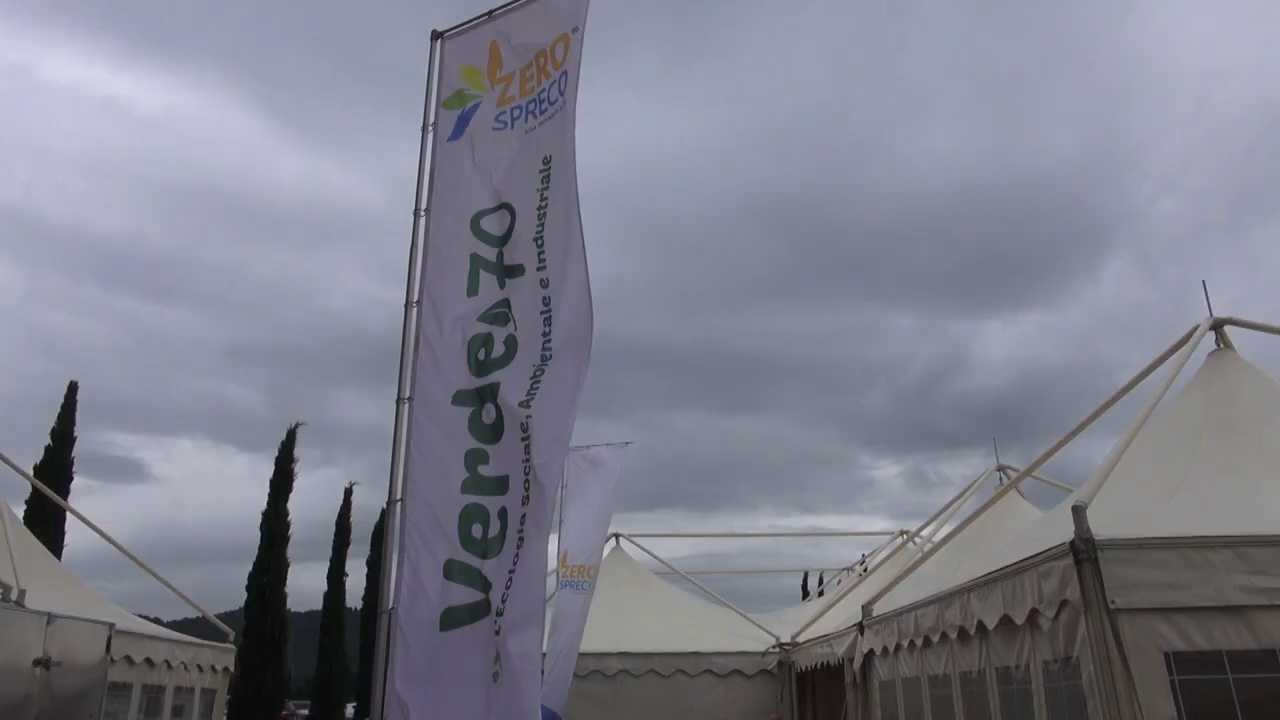 ZERO
SPRECO
Verde 70
L'Ecologia sociale, Ambientale e Industriale
ZERO
SPRECO